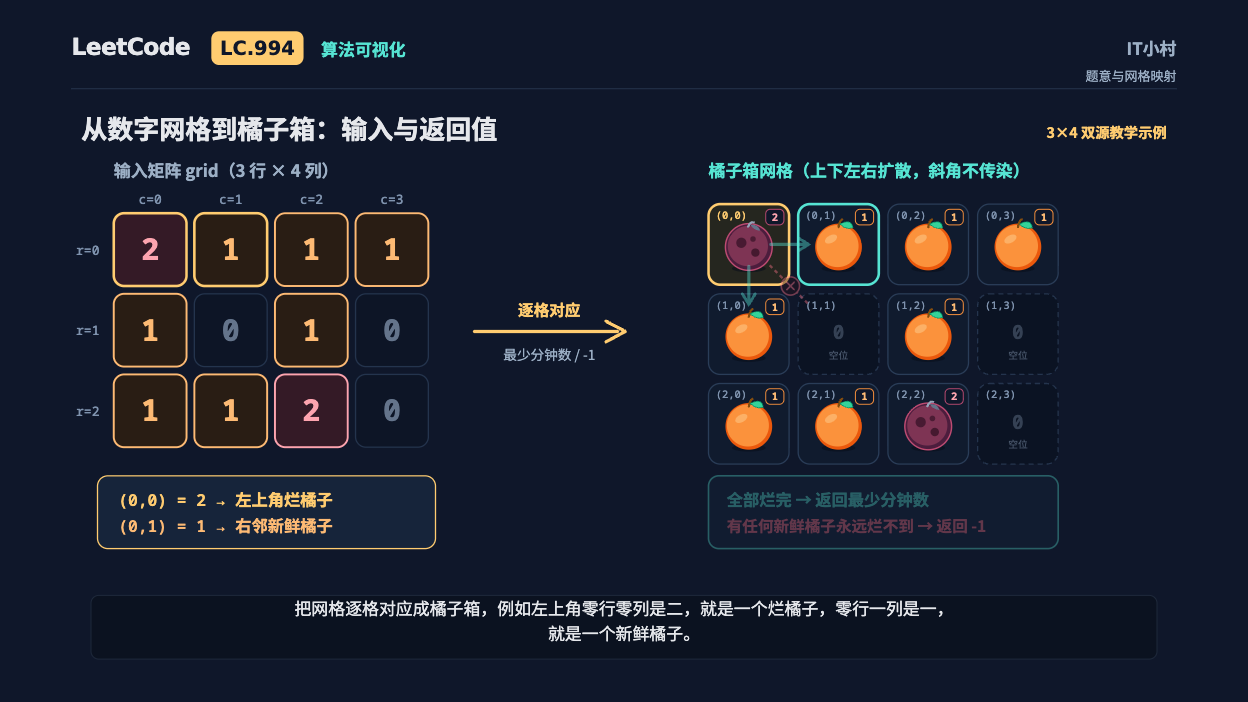 LeetCode LC.994 算法可视化
IT小村
题意与网格映射
从数字网格到橘子箱：输入与返回值
3×4 双源教学示例
输入矩阵 grid（3 行 × 4 列）
c=0 c=1 c=2 c=3
r=0 2 1 1 1
r=1 1 0 1 0
r=2 1 1 2 0
(0,0) = 2 → 左上角烂橘子
(0,1) = 1 → 右邻新鲜橘子
逐格对应
最少分钟数 / -1
橘子箱网格（上下左右扩散，斜角不传染）
(0,0) 2 (0,1) 1 (0,2) 1 (0,3) 1
(1,0) 1 (1,1) (1,2) 1 (1,3)
0 0
空位 空位
(2,0) 1 (2,1) 1 (2,2) 2 (2,3)
0
空位
全部烂完 → 返回最少分钟数
有任何新鲜橘子永远烂不到 → 返回 -1
把网格逐格对应成橘子箱，例如左上角零行零列是二，就是一个烂橘子，零行一列是一，
就是一个新鲜橘子。